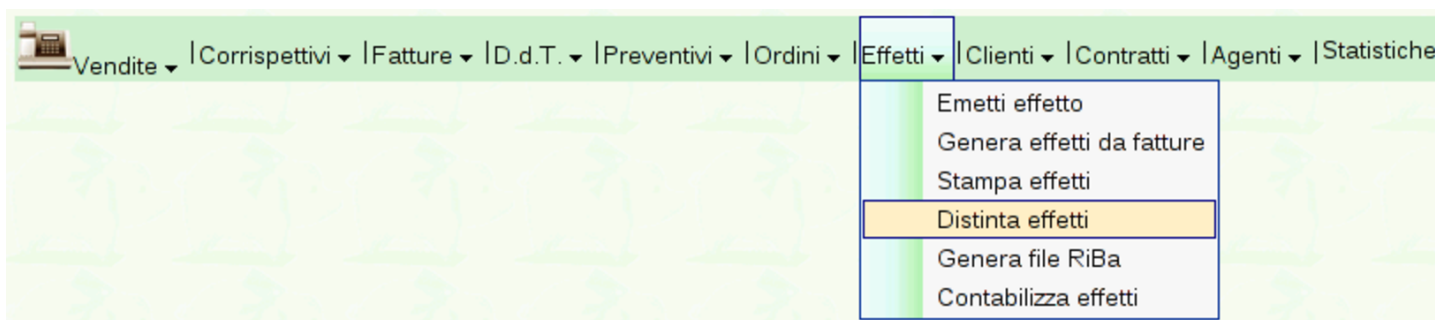 Vendite |Corrispettivi |Fatture |D.d.T. |Preventivi |Ordini |Effetti |Clienti |Contratti |Agenti |Statistiche
Emetti effetto
Genera effetti da fatture
Stampa effetti
Distinta effetti
Genera file RiBa
Contabilizza effetti